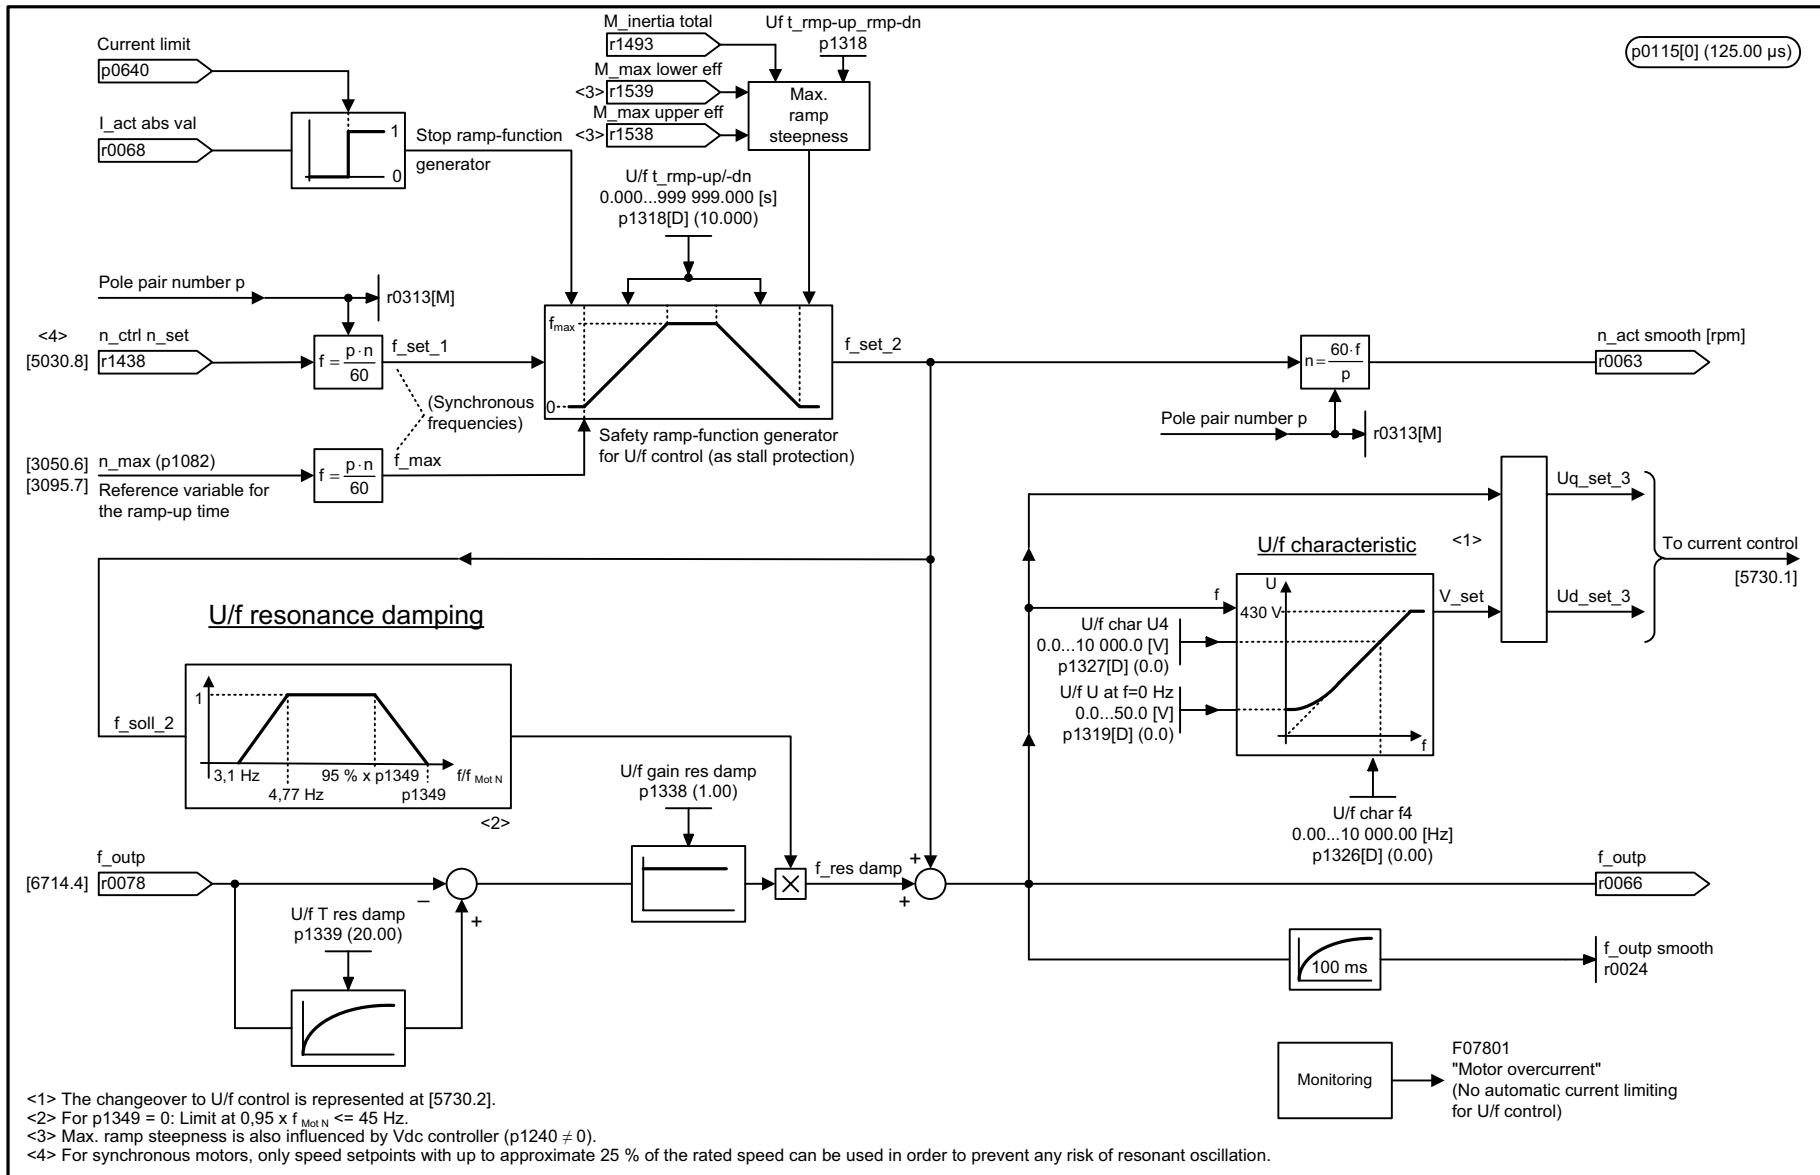 Current limit
p0640
I_act abs val
r0068
1
0
Stop ramp-function
generator
M_inertia total
r1493
Uf t_rmp-up_rmp-dn
p1318
M_max lower eff
<3> r1539
M_max upper eff
<3> r1538
Max.
ramp
steepness
p0115[0] (125.00 µs)
U/f t_rmp-up/-dn
0.000...999 999.000 [s]
p1318[D] (10.000)
Pole pair number p
r0313[M]
<4>
[5030.8]
n_ctrl n_set
r1438
f = p · n
60
f_set_1
(Synchronous
frequencies)
[3050.6]
[3095.7]
n_max (p1082)
Reference variable for
the ramp-up time
f = p · n
60
f_max
fmax
0
Safety ramp-function generator
for U/f control (as stall protection)
f_set_2
n = 60·f
p
n_act smooth [rpm]
r0063
Pole pair number p
r0313[M]
U/f resonance damping
f_soll_2
1
3,1 Hz
4,77 Hz
95 % x p1349
p1349
f/f Mot N
<2>
U/f characteristic
<1>
f
U
430 V
f
V_set
Uq_set_3
Ud_set_3
To current control
[5730.1]
U/f char U4
0.0...10 000.0 [V]
p1327[D] (0.0)
U/f U at f=0 Hz
0.0...50.0 [V]
p1319[D] (0.0)
U/f char f4
0.00...10 000.00 [Hz]
p1326[D] (0.00)
U/f gain res damp
p1338 (1.00)
f_outp
[6714.4] r0078
–
+
U/f T res damp
p1339 (20.00)
X
f_res damp
+
+
f_outp
r0066
100 ms
f_outp smooth
r0024
Monitoring
F07801
"Motor overcurrent"
(No automatic current limiting
for U/f control)
<1> The changeover to U/f control is represented at [5730.2].
<2> For p1349 = 0: Limit at 0,95 x f Mot N <= 45 Hz.
<3> Max. ramp steepness is also influenced by Vdc controller (p1240 ≠ 0).
<4> For synchronous motors, only speed setpoints with up to approximate 25 % of the rated speed can be used in order to prevent any risk of resonant oscillation.